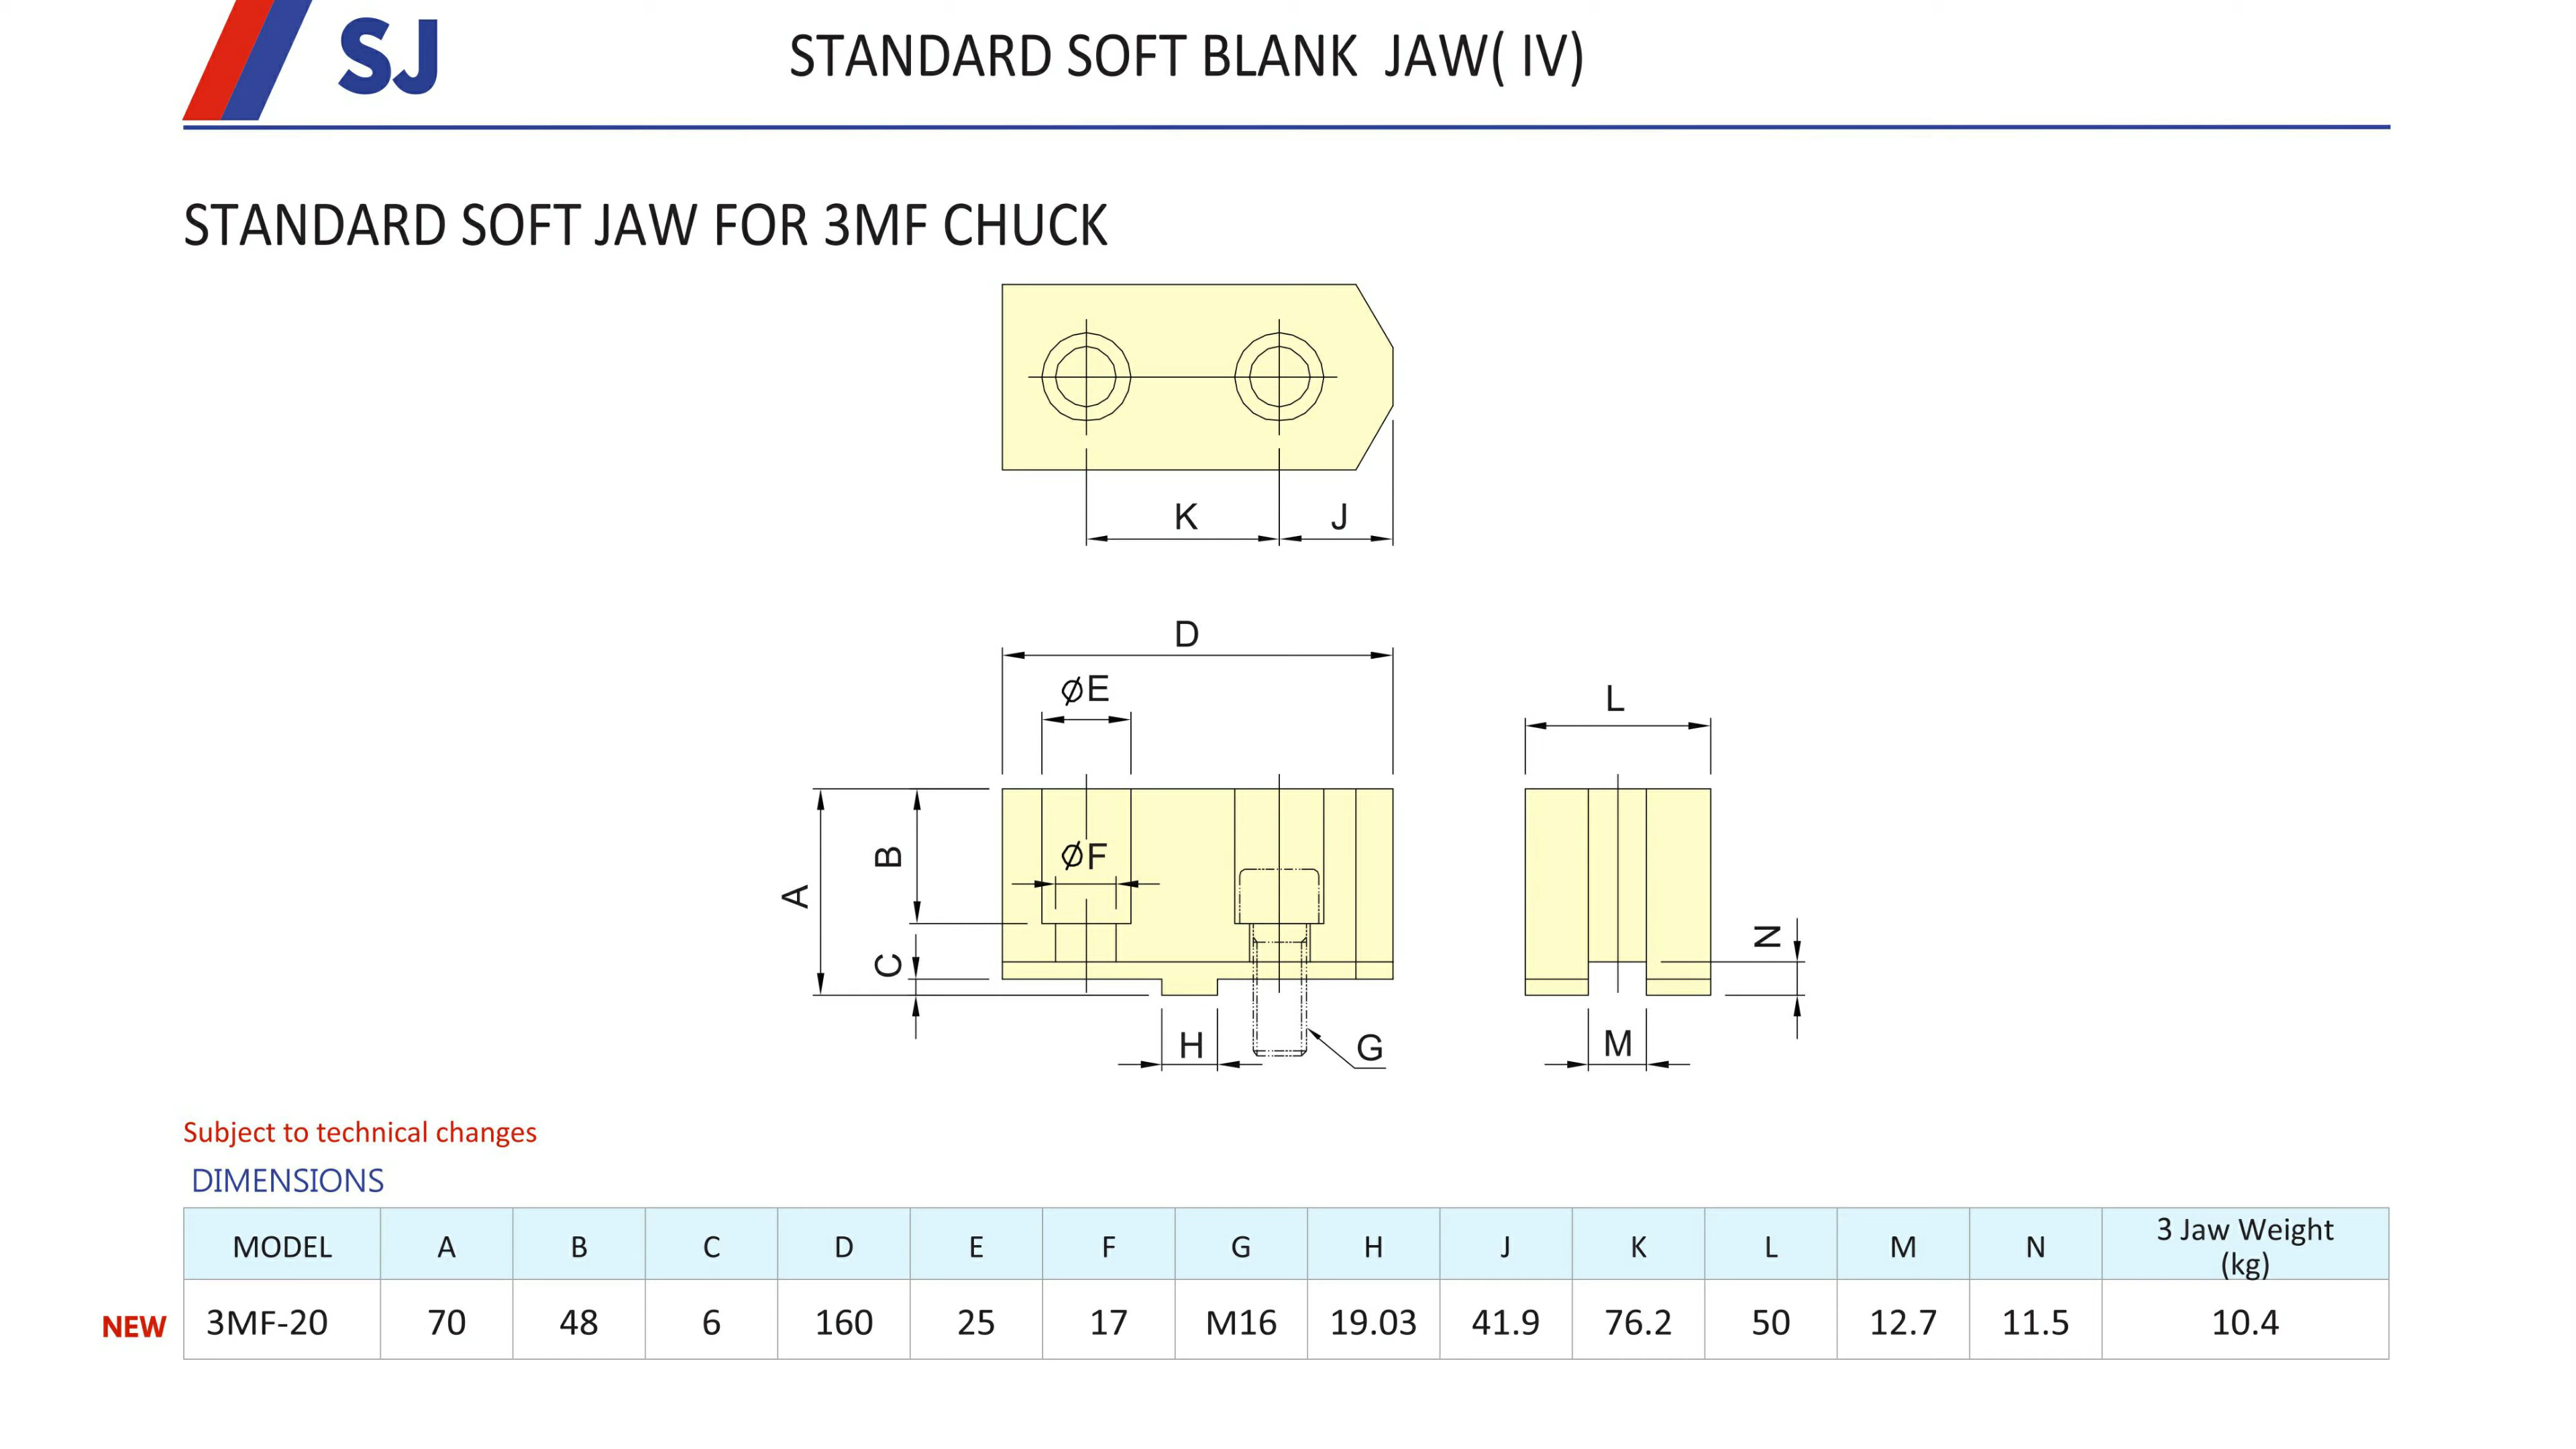 SJ
STANDARD SOFT BLANK JAW( IV)
STANDARD SOFT JAW FOR 3MF CHUCK
K J
D
øE
L
B
øF
A
N
C
H G
M
Subject to technical changes
DIMENSIONS
MODEL A B C D E F G H J K L M N 3 Jaw Weight (kg)
NEW 3MF-20 70 48 6 160 25 17 M16 19.03 41.9 76.2 50 12.7 11.5 10.4